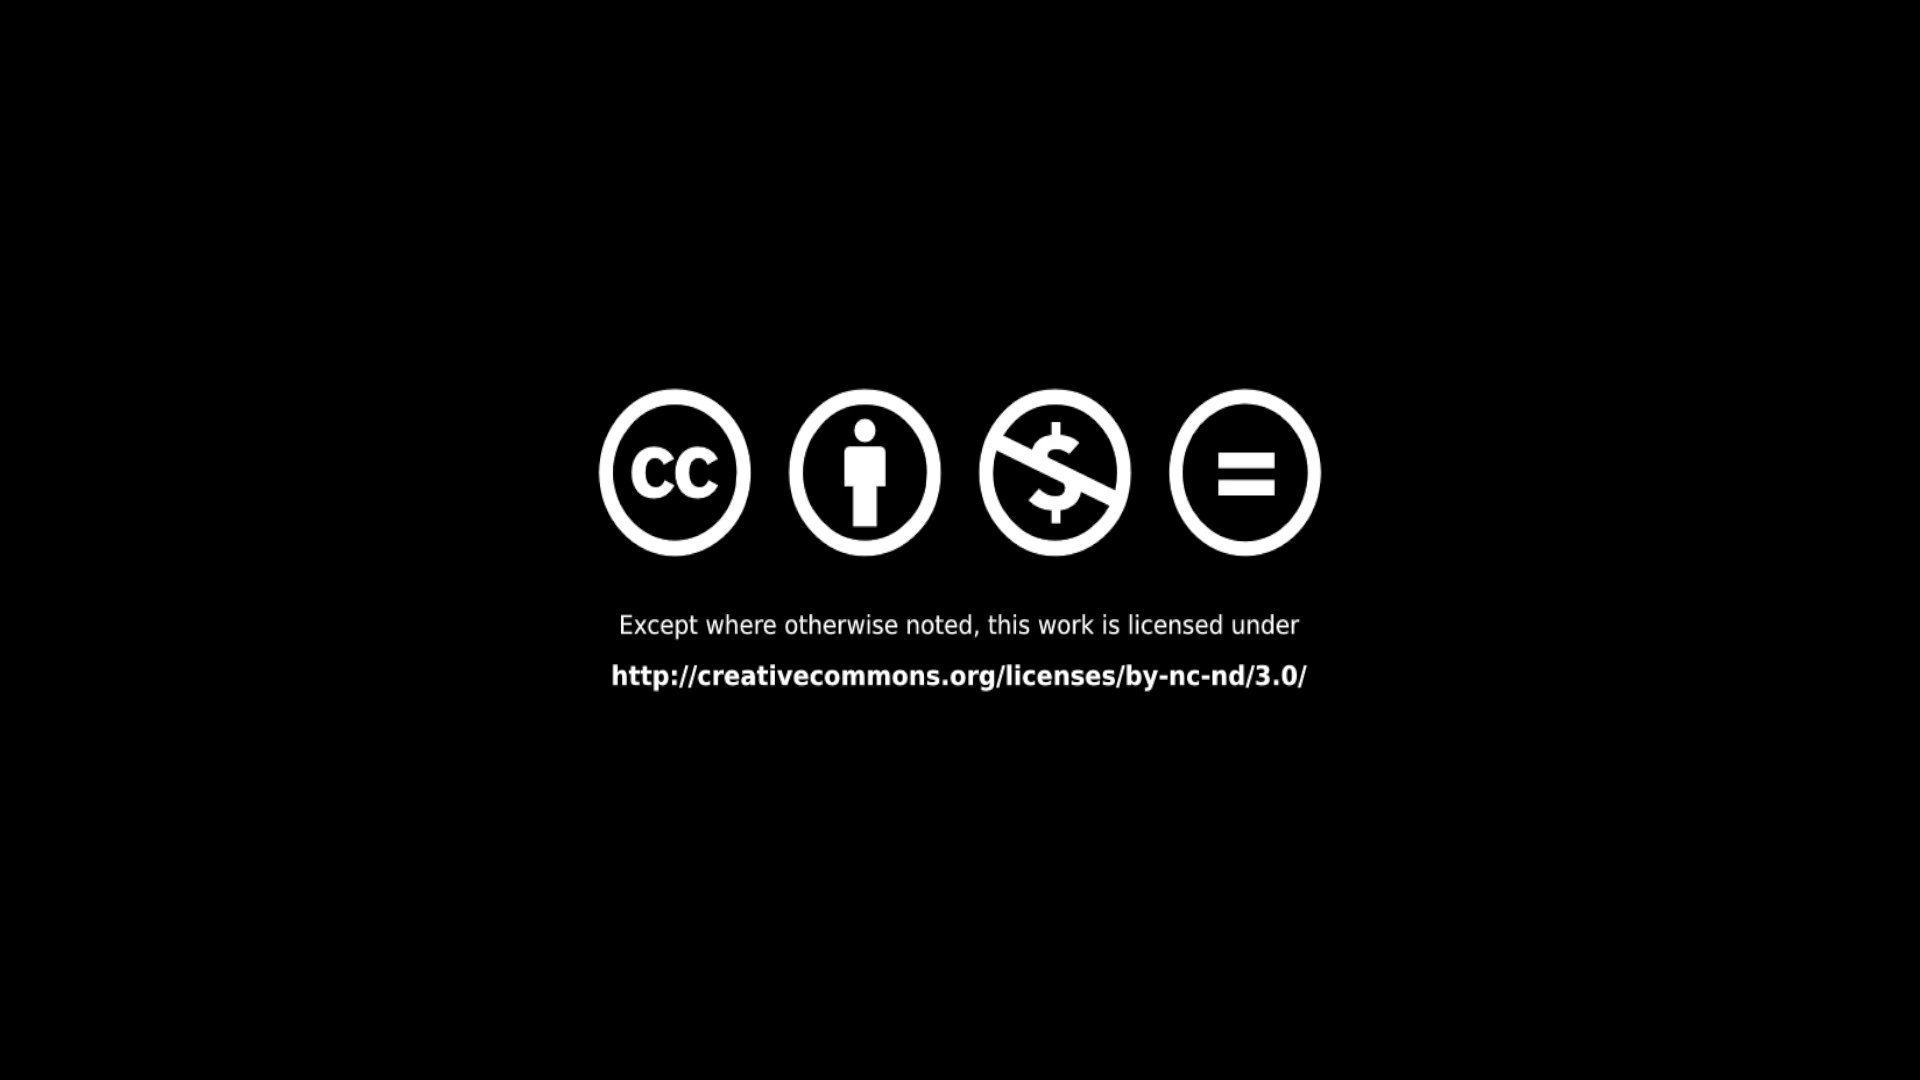 cc
$
=
Except where otherwise noted, this work is licensed under
http://creativecommons.org/licenses/by-nc-nd/3.0/